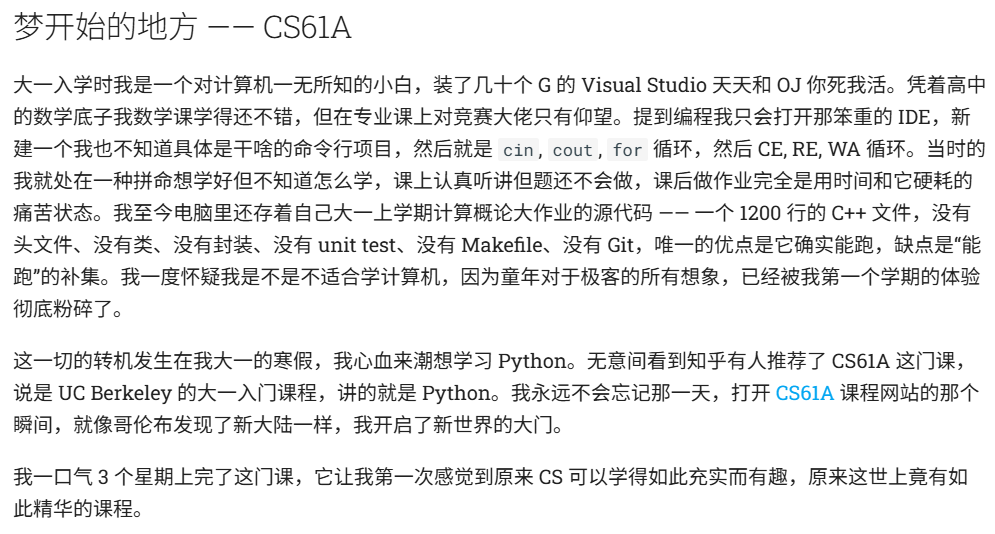 梦开始的地方 —— CS61A
大一入学时我是一个对计算机一无所知的小白，装了几十个 G 的 Visual Studio 天天和 OJ 你死我活。凭着高中
的数学底子我数学课学得还不错，但在专业课上对竞赛大佬只有仰望。提到编程我只会打开那笨重的 IDE，新
建一个我也不知道具体是干啥的命令行项目，然后就是 cin, cout, for 循环，然后 CE, RE, WA 循环。当时的
我就处在一种拼命想学好但不知道怎么学，课上认真听讲但题还不会做，课后做作业完全是用时间和它硬耗的
痛苦状态。我至今电脑里还存着自己大一上学期计算概论大作业的源代码 —— 一个 1200 行的 C++ 文件，没有
头文件、没有类、没有封装、没有 unit test、没有 Makefile、没有 Git，唯一的优点是它确实能跑，缺点是“能
跑”的补集。我一度怀疑我是不是不适合学计算机，因为童年对于极客的所有想象，已经被我第一个学期的体验
彻底粉碎了。
这一切的转机发生在我大一的寒假，我心血来潮想学习 Python。无意间看到知乎有人推荐了 CS61A 这门课，
说是 UC Berkeley 的大一入门课程，讲的就是 Python。我永远不会忘记那一天，打开 CS61A 课程网站的那个
瞬间，就像哥伦布发现了新大陆一样，我开启了新世界的大门。
我一口气 3 个星期上完了这门课，它让我第一次感觉到原来 CS 可以学得如此充实而有趣，原来这世上竟有如
此精华的课程。